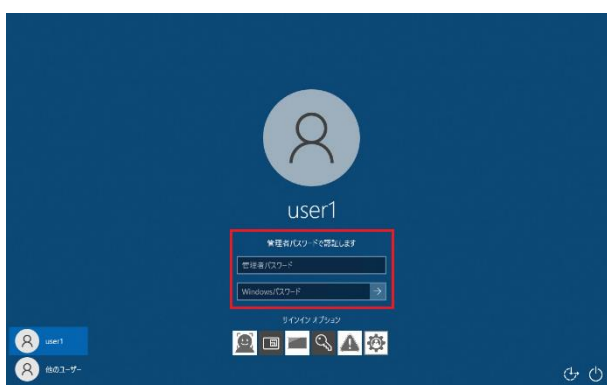 user1
管理者パスワードで認証します
管理者パスワード
Windowsパスワード
サインイン オプション
user1
他のユーザー